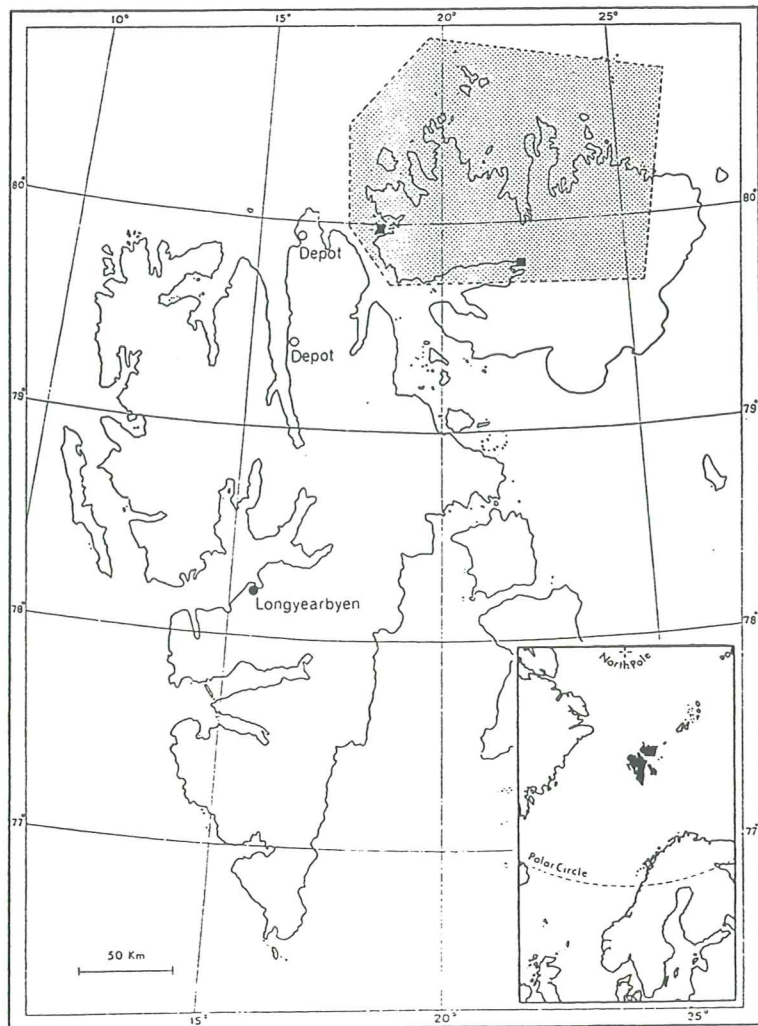 10° 15° 20° 25°
80° 80°
Depot
Depot
79° 79°
Longyearbyen
78° 78°
North Pole
77° 77°
Polar Circle
50 Km
15° 20° 25°